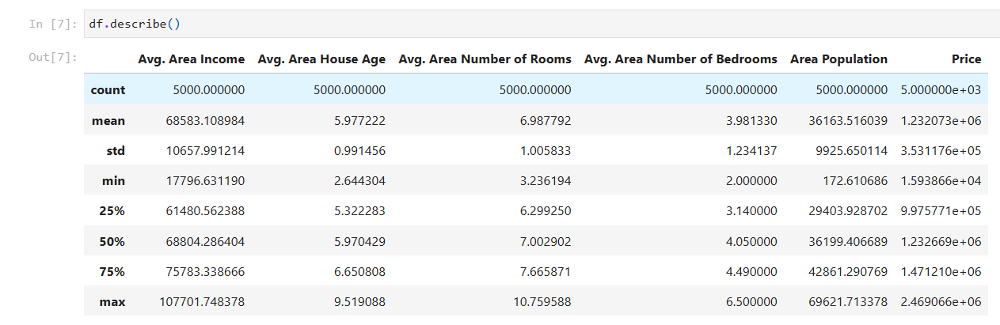 In [7]: df.describe()
Out[7]:
Avg. Area Income Avg. Area House Age Avg. Area Number of Rooms Avg. Area Number of Bedrooms Area Population Price
count 5000.000000 5000.000000 5000.000000 5000.000000 5000.000000 5.000000e+03
mean 68583.108984 5.977222 6.987792 3.981330 36163.516039 1.232073e+06
std 10657.991214 0.991456 1.005833 1.234137 9925.650114 3.531176e+05
min 17796.631190 2.644304 3.236194 2.000000 172.610686 1.593866e+04
25% 61480.562388 5.322283 6.299250 3.140000 29403.928702 9.975771e+05
50% 68804.286404 5.970429 7.002902 4.050000 36199.406689 1.232669e+06
75% 75783.338666 6.650808 7.665871 4.490000 42861.290769 1.471210e+06
max 107701.748378 9.519088 10.759588 6.500000 69621.713378 2.469066e+06